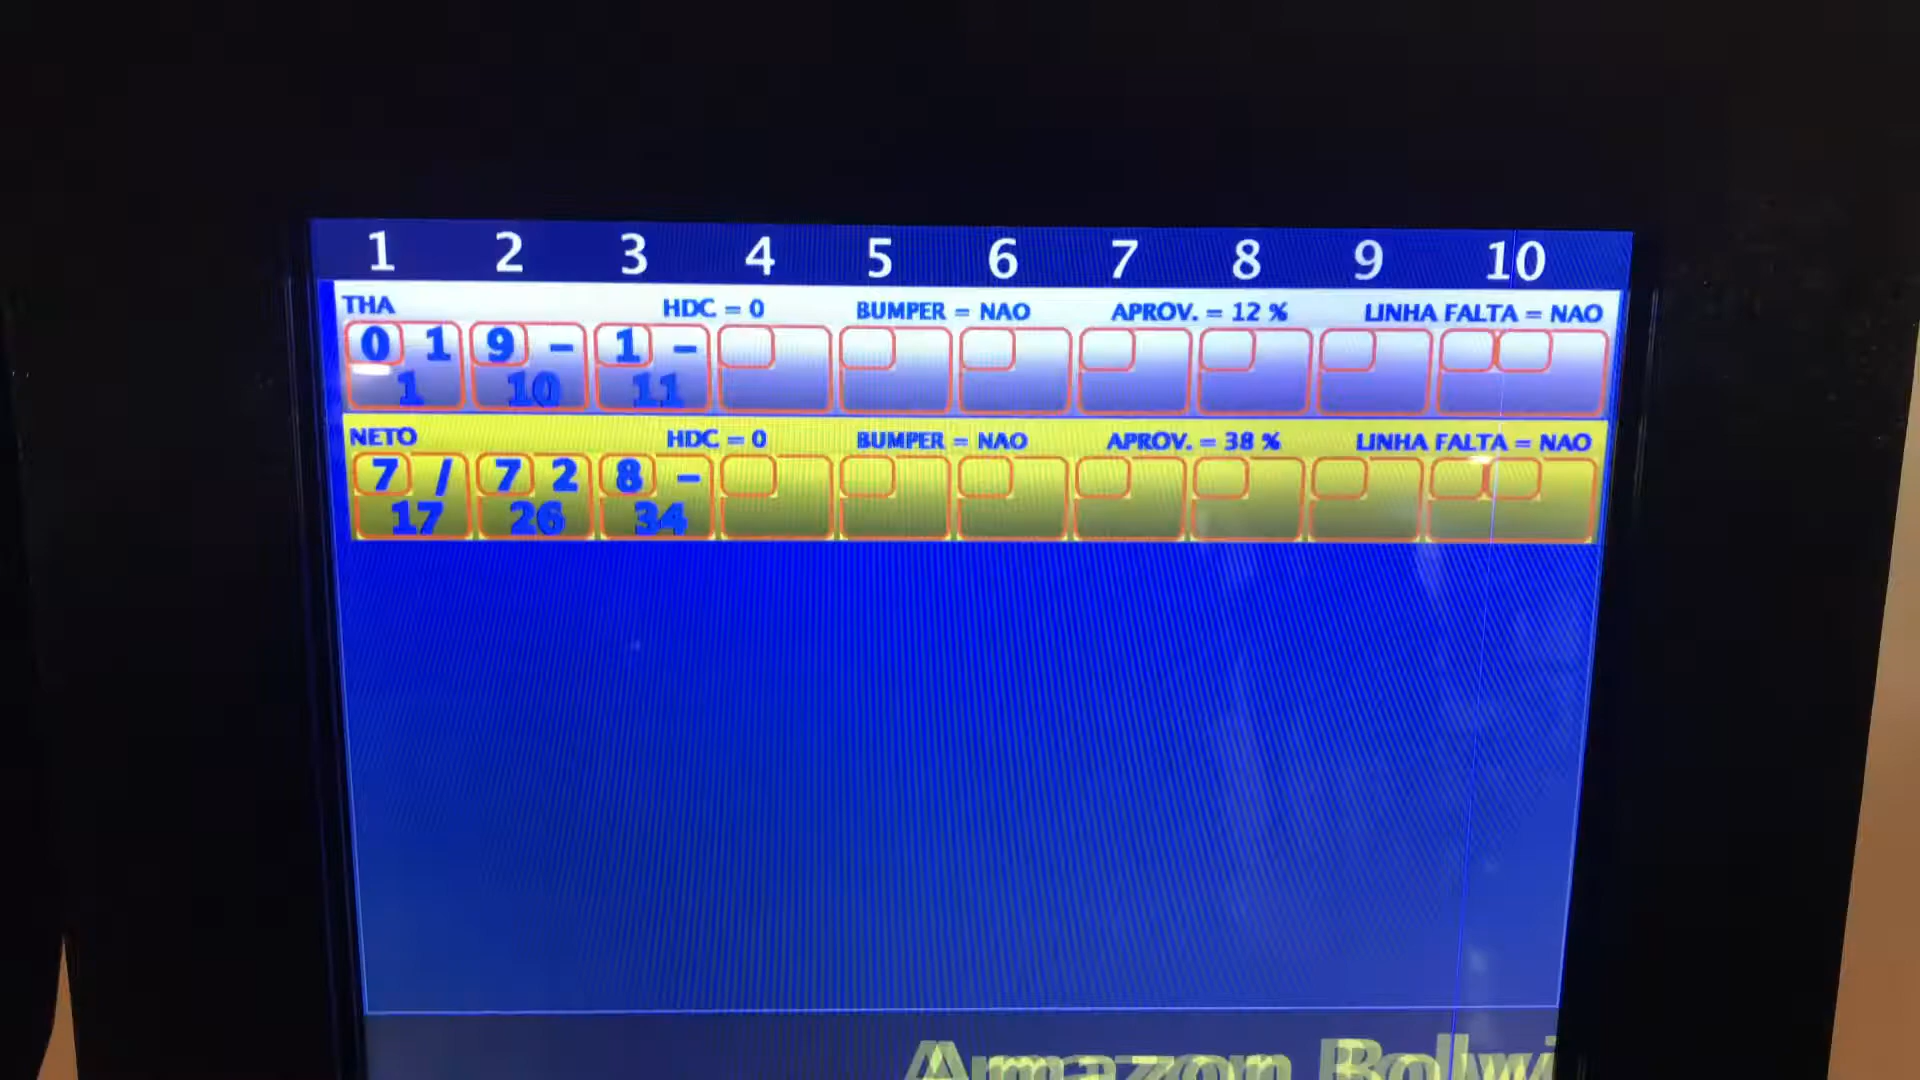 1 2 3 4 5 6 7 8 9 10
THA HDC = 0 BUMPER = NAO APROV. = 12 % LINHA FALTA = NAO
0 1 9 - 1 -
1 10 11
NETO HDC = 0 BUMPER = NAO APROV. = 38 % LINHA FALTA = NAO
7 / 7 2 8 -
17 26 34
Amazon Bolwi